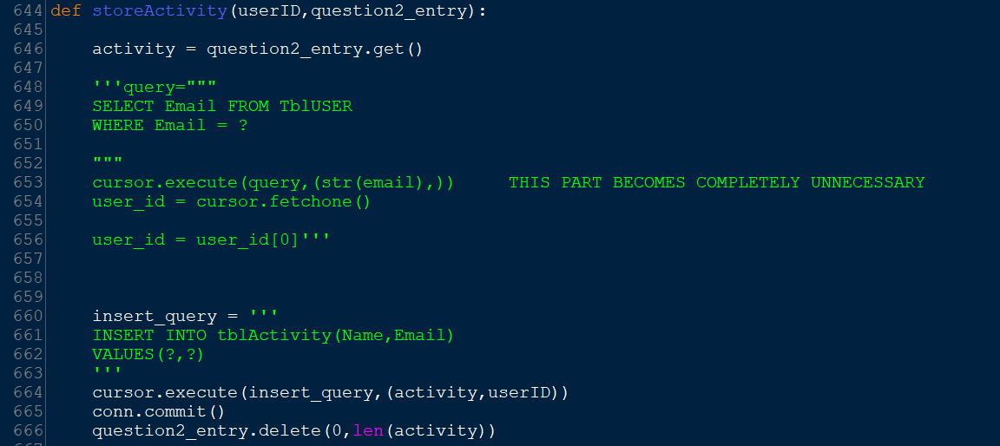 644 def storeActivity(userID,question2_entry):
645
646     activity = question2_entry.get()
647
648     '''query="""
649     SELECT Email FROM TblUSER
650     WHERE Email = ?
651
652     """
653     cursor.execute(query,(str(email),))     THIS PART BECOMES COMPLETELY UNNECESSARY
654     user_id = cursor.fetchone()
655
656     user_id = user_id[0]'''
657
658
659
660     insert_query = '''
661     INSERT INTO tblActivity(Name,Email)
662     VALUES(?,?)
663     '''
664     cursor.execute(insert_query,(activity,userID))
665     conn.commit()
666     question2_entry.delete(0,len(activity))